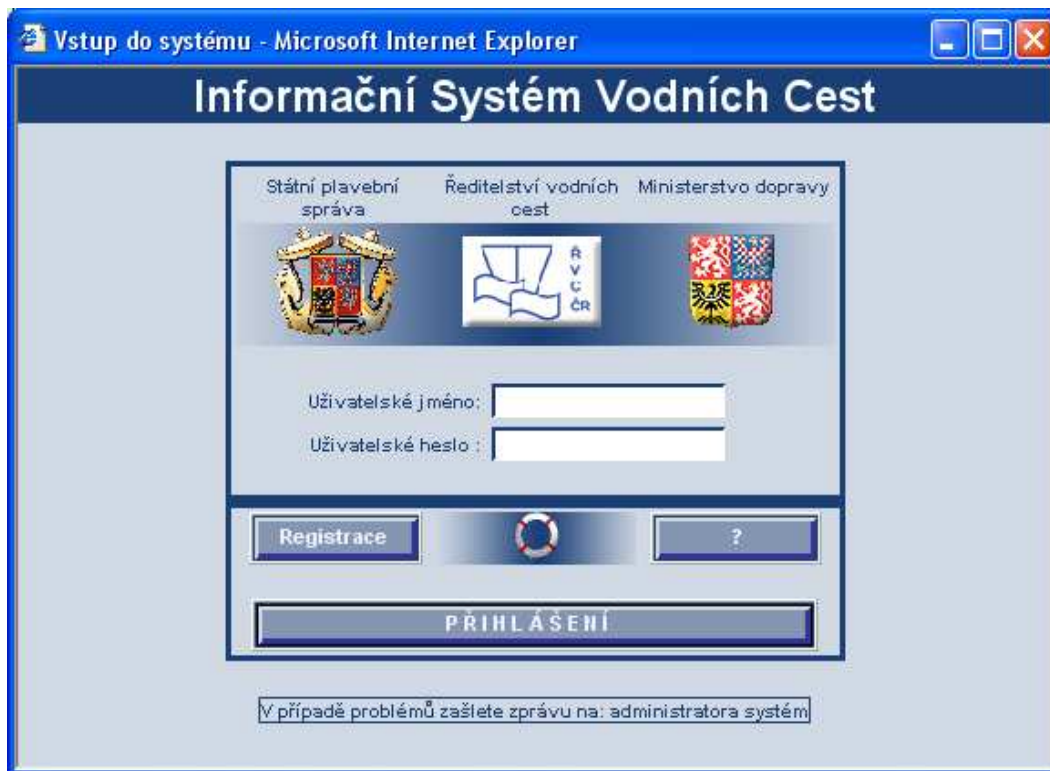 Vstup do systému - Microsoft Internet Explorer
Informační Systém Vodních Cest
Státní plavební správa
Ředitelství vodních cest
Ministerstvo dopravy
Ř
V
C
ČR
Uživatelské jméno:
Uživatelské heslo :
Registrace
?
PŘIHLÁŠENÍ
V případě problémů zašlete zprávu na: administratora systém